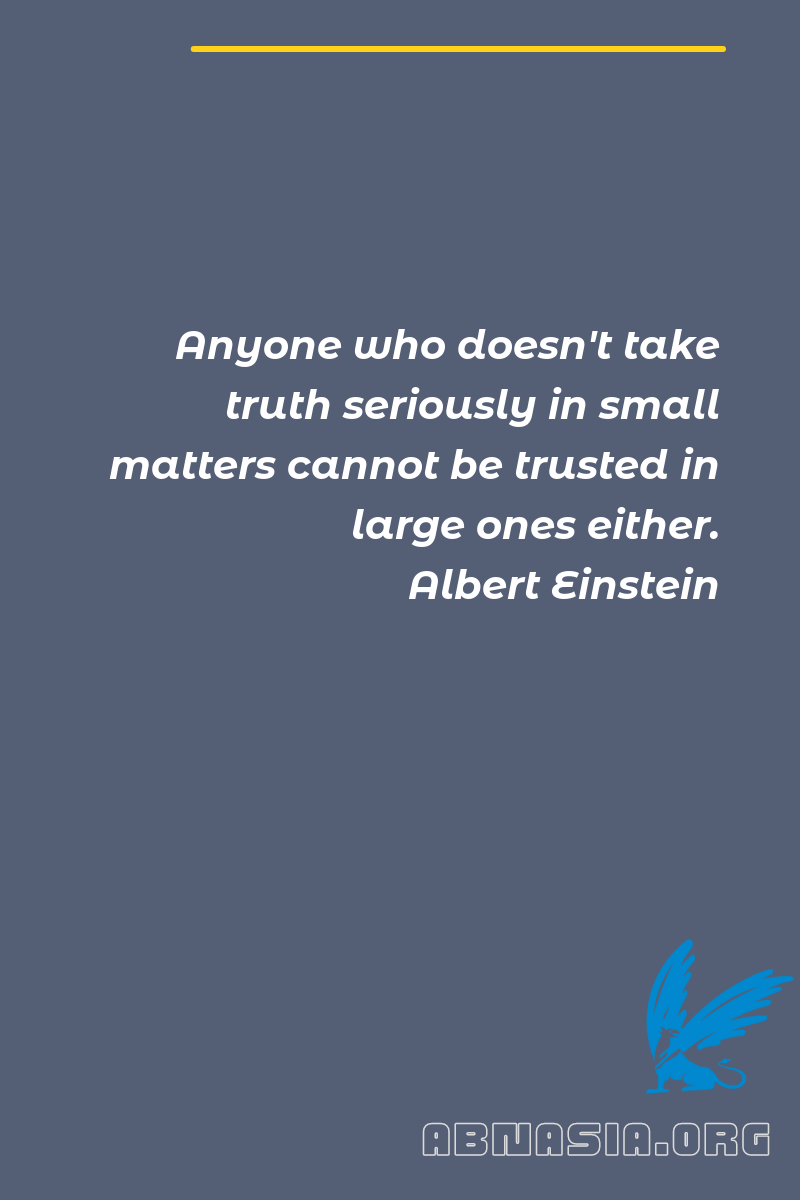 Anyone who doesn't take
truth seriously in small
matters cannot be trusted in
large ones either.
Albert Einstein
ABNASIA.ORG